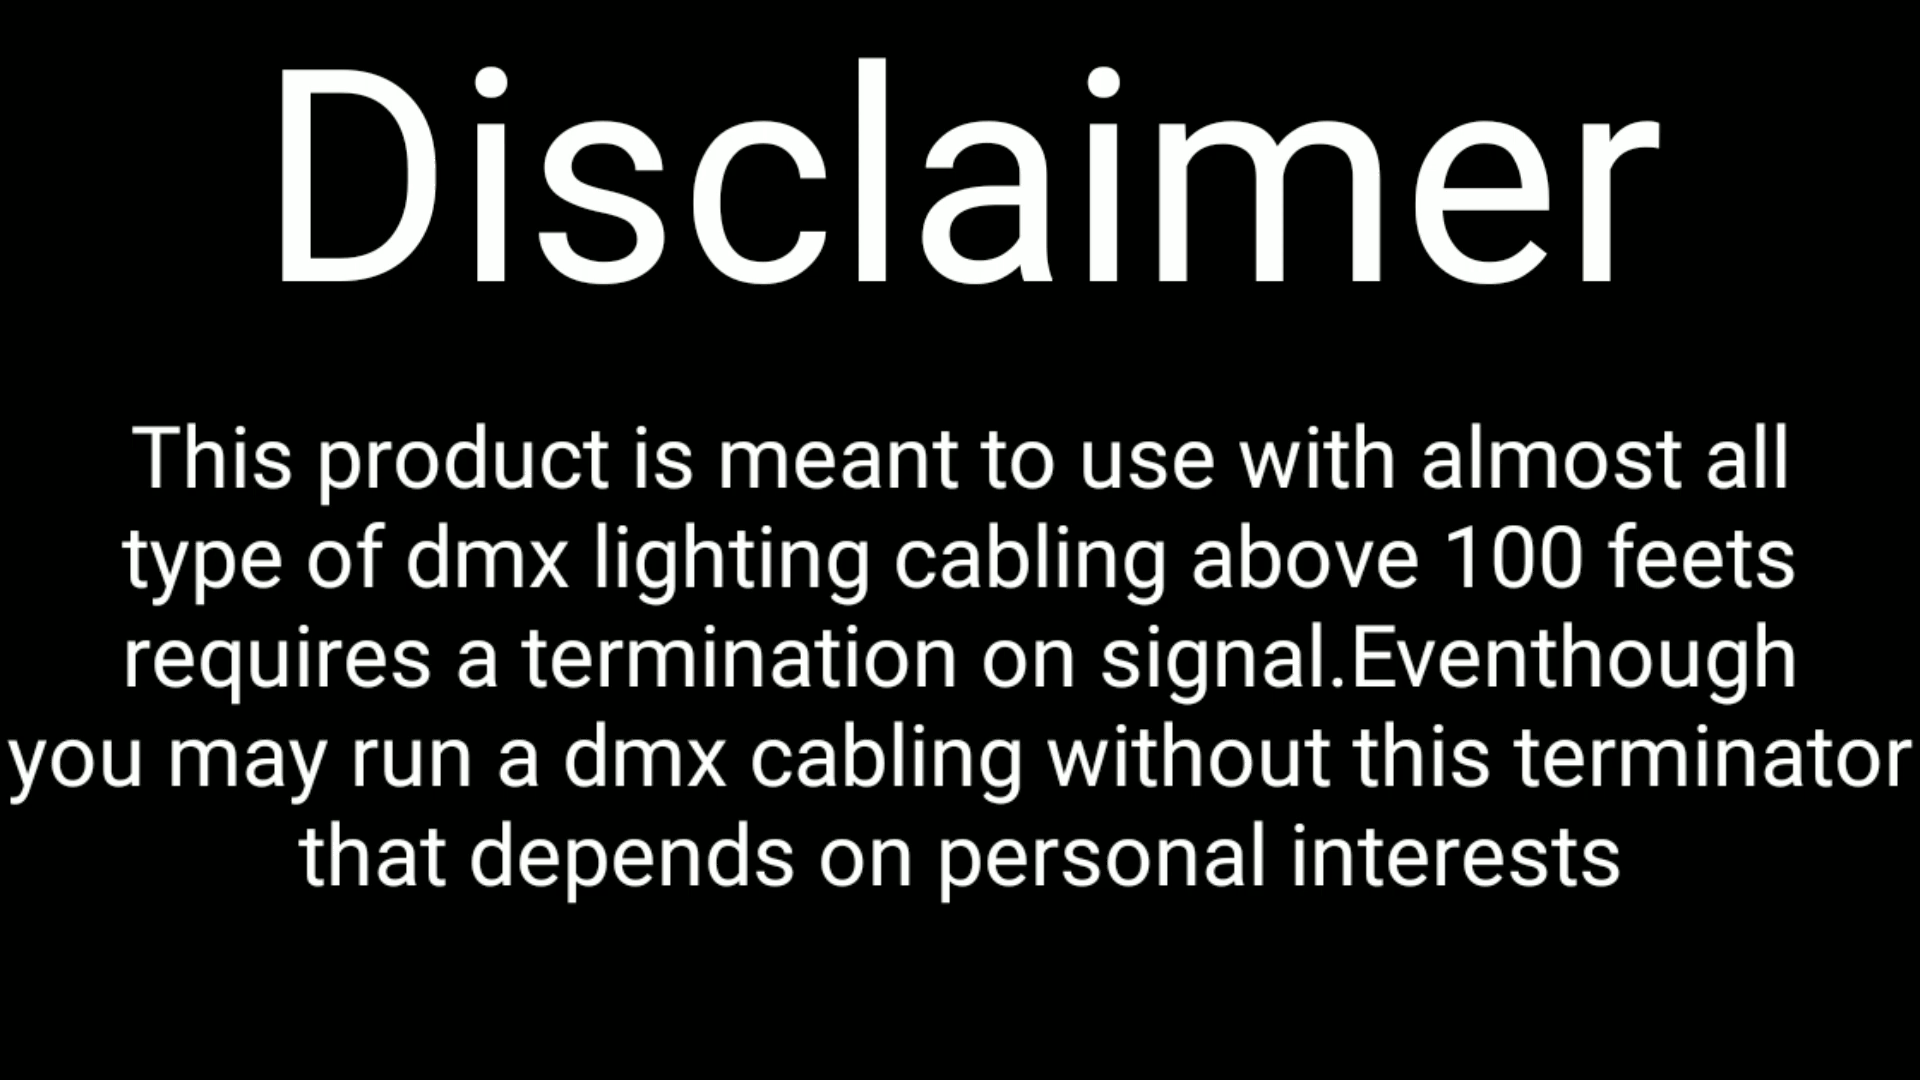 Disclaimer
This product is meant to use with almost all
type of dmx lighting cabling above 100 feets
requires a termination on signal.Eventhough
you may run a dmx cabling without this terminator
that depends on personal interests